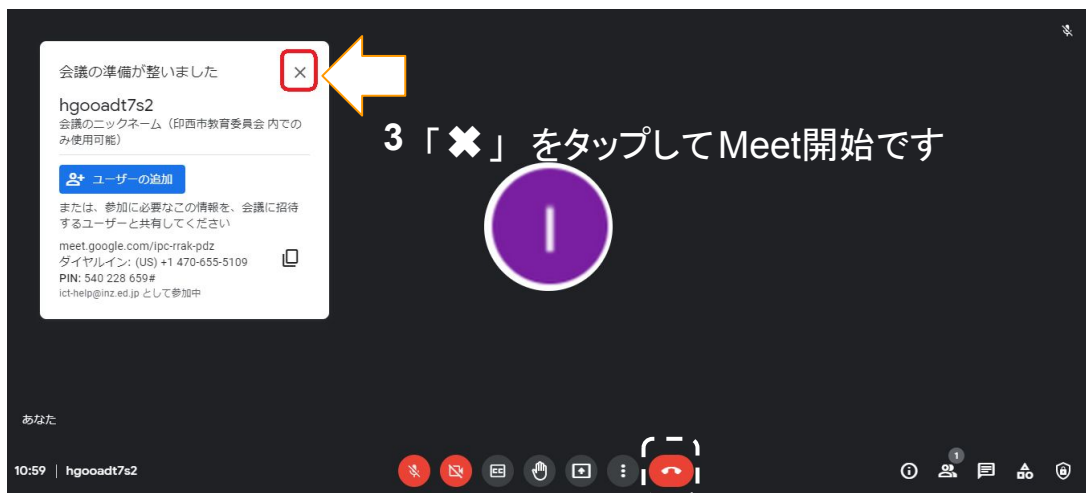 会議の準備が整いました
hgooadt7s2
会議のニックネーム（印西市教育委員会 内での
み使用可能）
ユーザーの追加
または、参加に必要なこの情報を、会議に招待
するユーザーと共有してください
meet.google.com/ipc-rrak-pdz
ダイヤルイン: (US) +1 470-655-5109
PIN: 540 228 659#
ict-help@inz.ed.jp として参加中
3「✖」をタップしてMeet開始です
I
あなた
10:59 | hgooadt7s2
CC
1